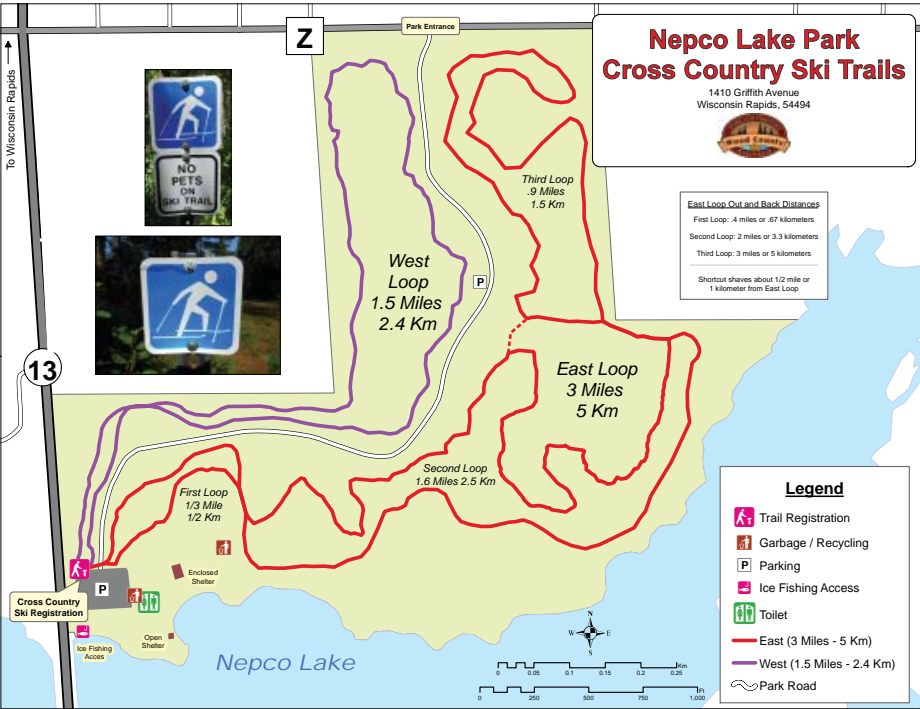 Park Entrance
Z
To Wisconsin Rapids
Nepco Lake Park
Cross Country Ski Trails
1410 Griffith Avenue
Wisconsin Rapids, 54494
Wood County
NO
PETS
ON
SKI TRAIL
Third Loop
.9 Miles
1.5 Km
East Loop Out and Back Distances
First Loop: .4 miles or .67 kilometers
Second Loop: 2 miles or 3.3 kilometers
Third Loop: 3 miles or 5 kilometers
Shortcut shaves about 1/2 mile or
1 kilometer from East Loop
West
Loop
1.5 Miles
2.4 Km
P
13
East Loop
3 Miles
5 Km
Second Loop
1.6 Miles 2.5 Km
First Loop
1/3 Mile
1/2 Km
Enclosed
Shelter
P
Cross Country
Ski Registration
Open
Shelter
Ice Fishing
Acces
Nepco Lake
N
W E
S
Km
0 0.05 0.1 0.15 0.2 0.25
Ft
0 250 500 750 1,000
Legend
Trail Registration
Garbage / Recycling
P Parking
Ice Fishing Access
Toilet
East (3 Miles - 5 Km)
West (1.5 Miles - 2.4 Km)
Park Road